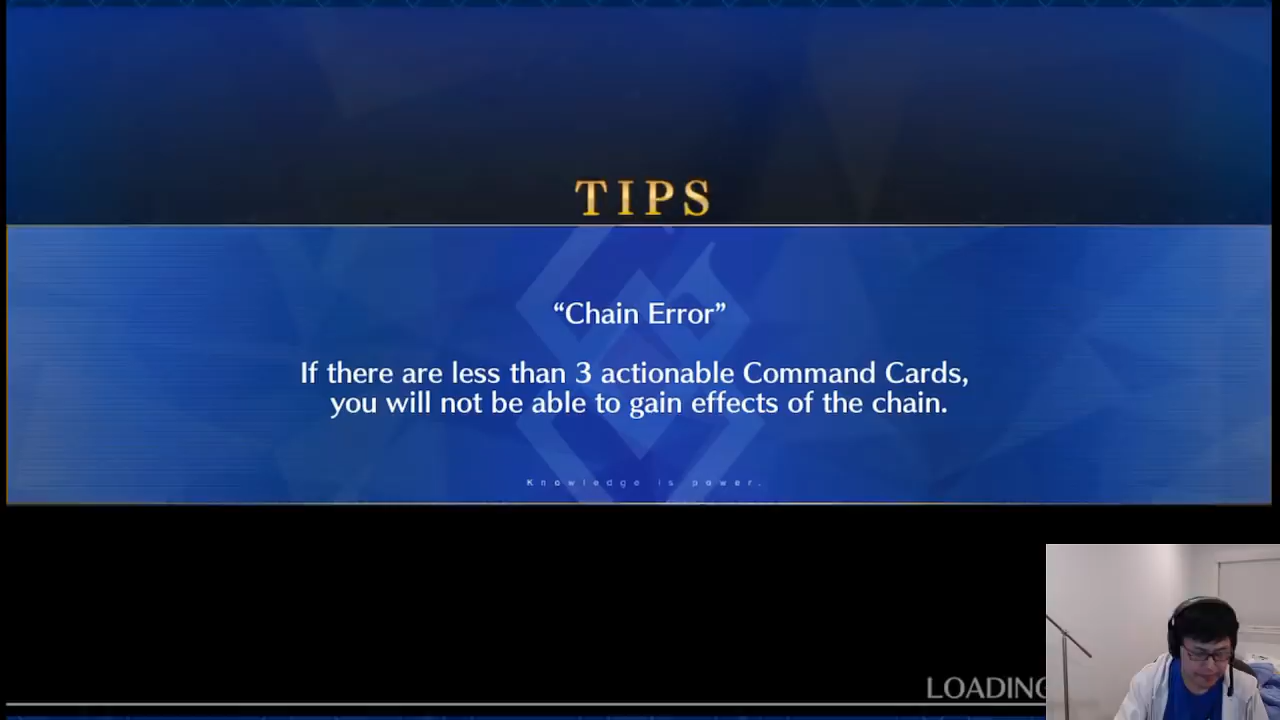 TIPS
“Chain Error”
If there are less than 3 actionable Command Cards,
you will not be able to gain effects of the chain.
Knowledge is power.
LOADING